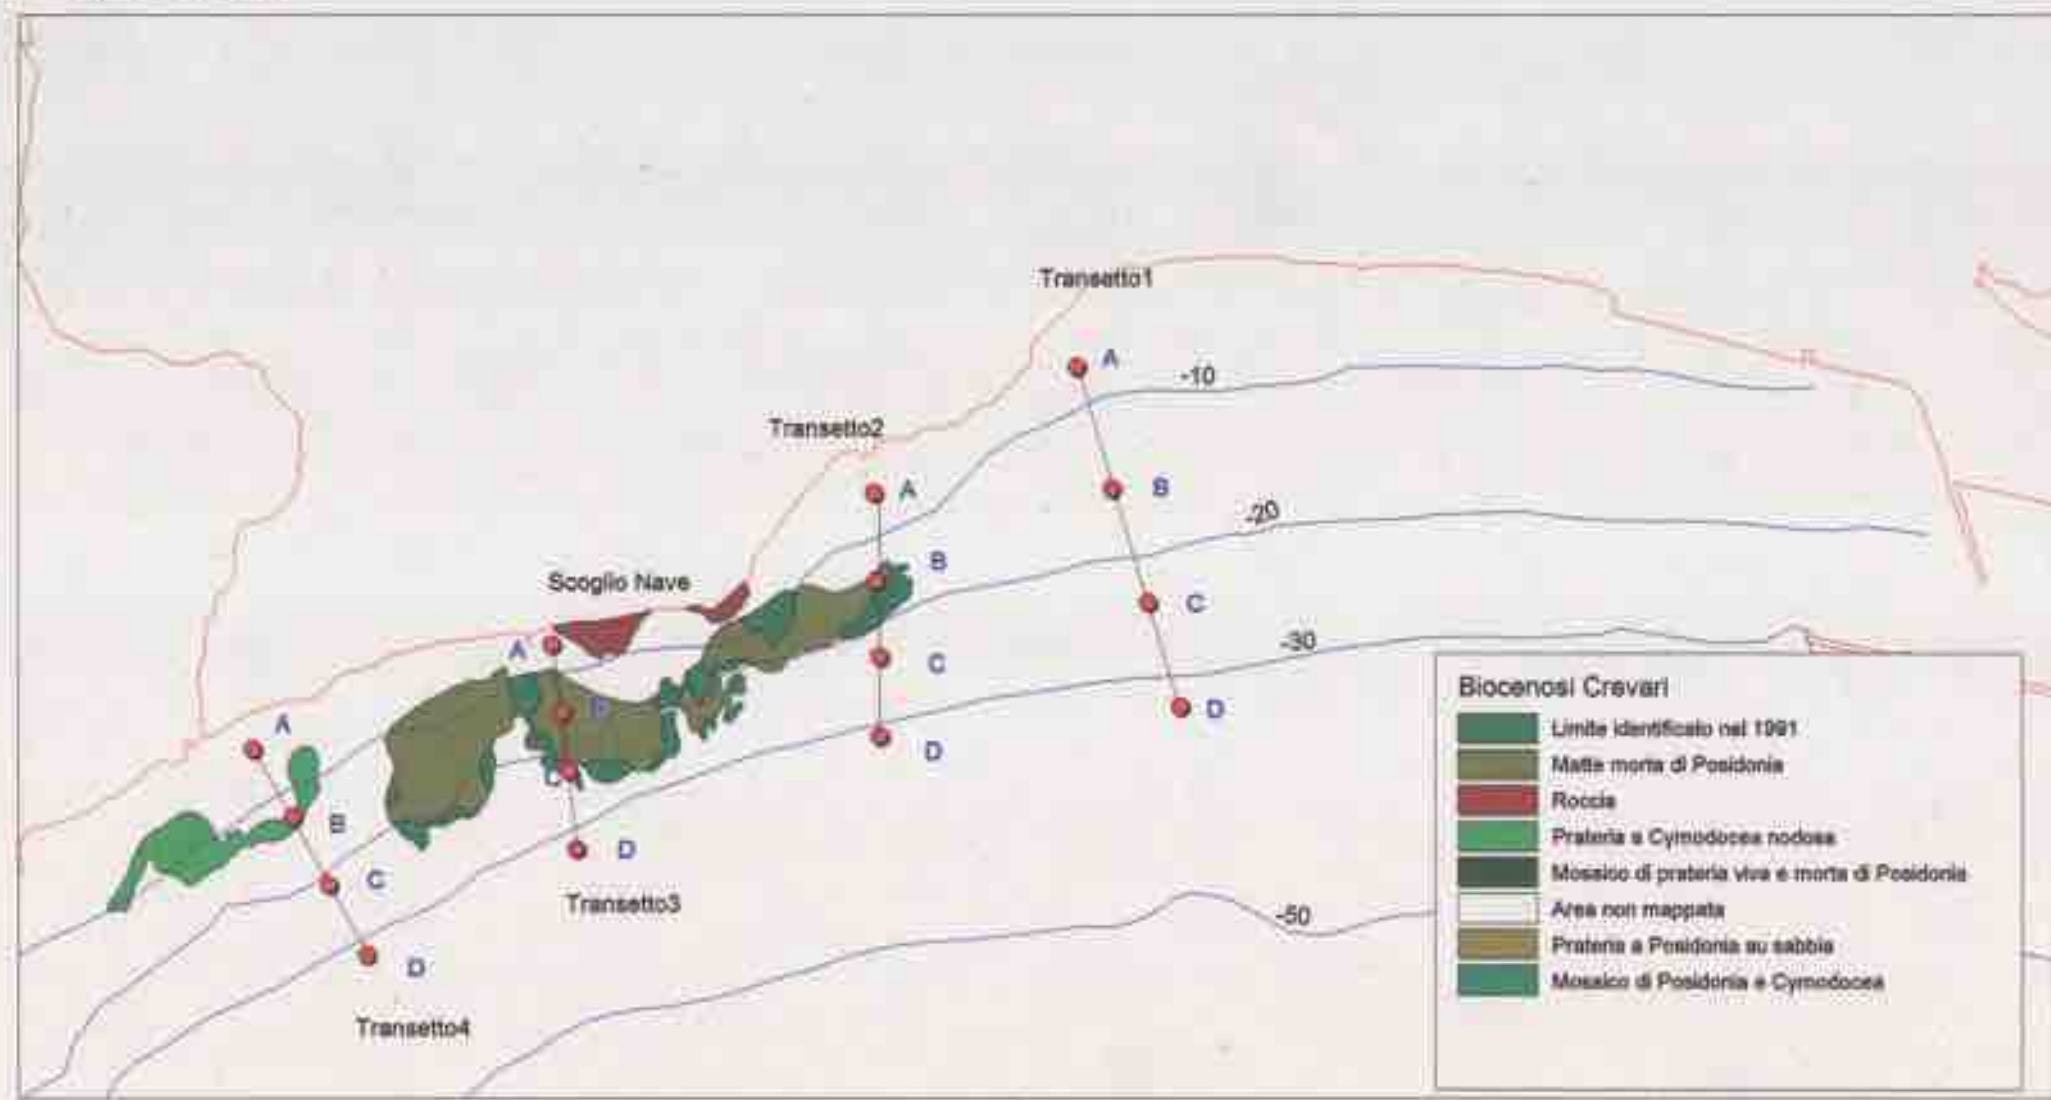 Transetto1
A
-10
Transetto2
A
B
-20
B
Scoglio Nave
C
A
C
-30
D
B
A
D
C
B
D
C
Transetto3
-50
D
Transetto4
Biocenosi Crevari
Limite identificato nel 1991
Matte morta di Posidonia
Roccia
Prateria a Cymodocea nodosa
Mosaico di prateria viva e morta di Posidonia
Area non mappata
Prateria a Posidonia su sabbia
Mosaico di Posidonia e Cymodocea